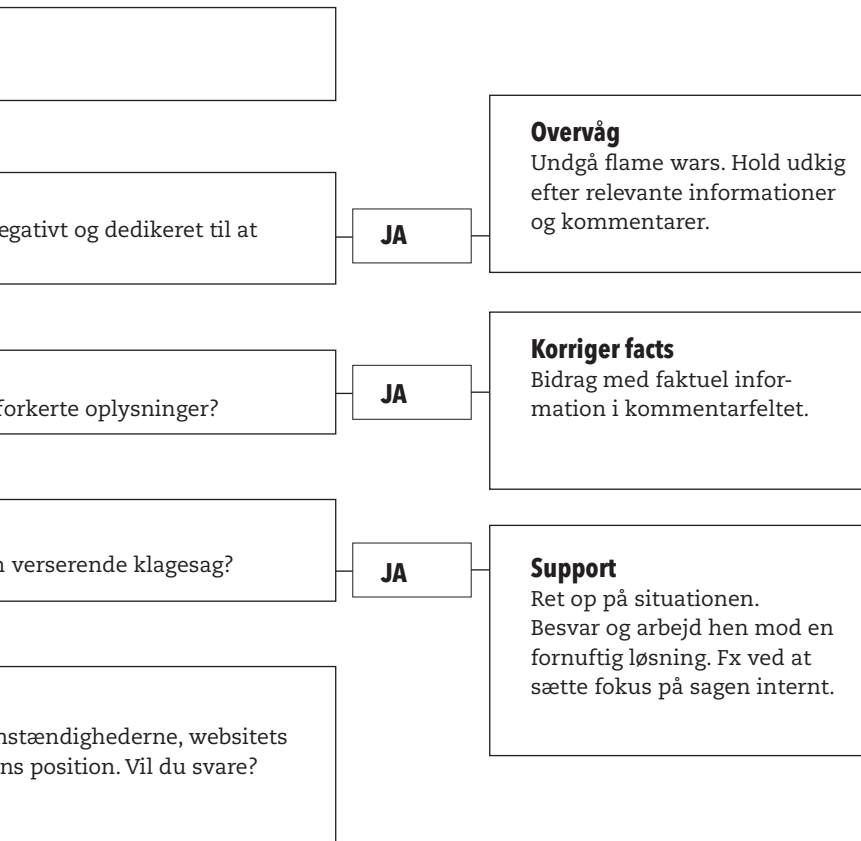 Overvåg
Undgå flame wars. Hold udkig
efter relevante informationer
og kommentarer.
egativt og dedikeret til at
JA
Korriger facts
Bidrag med faktuel infor-
mation i kommentarfeltet.
forkerte oplysninger?
JA
verserende klagesag?
JA
Support
Ret op på situationen.
Besvar og arbejd hen mod en
fornuftig løsning. Fx ved at
sætte fokus på sagen internt.
nstændighederne, websitets
ns position. Vil du svare?